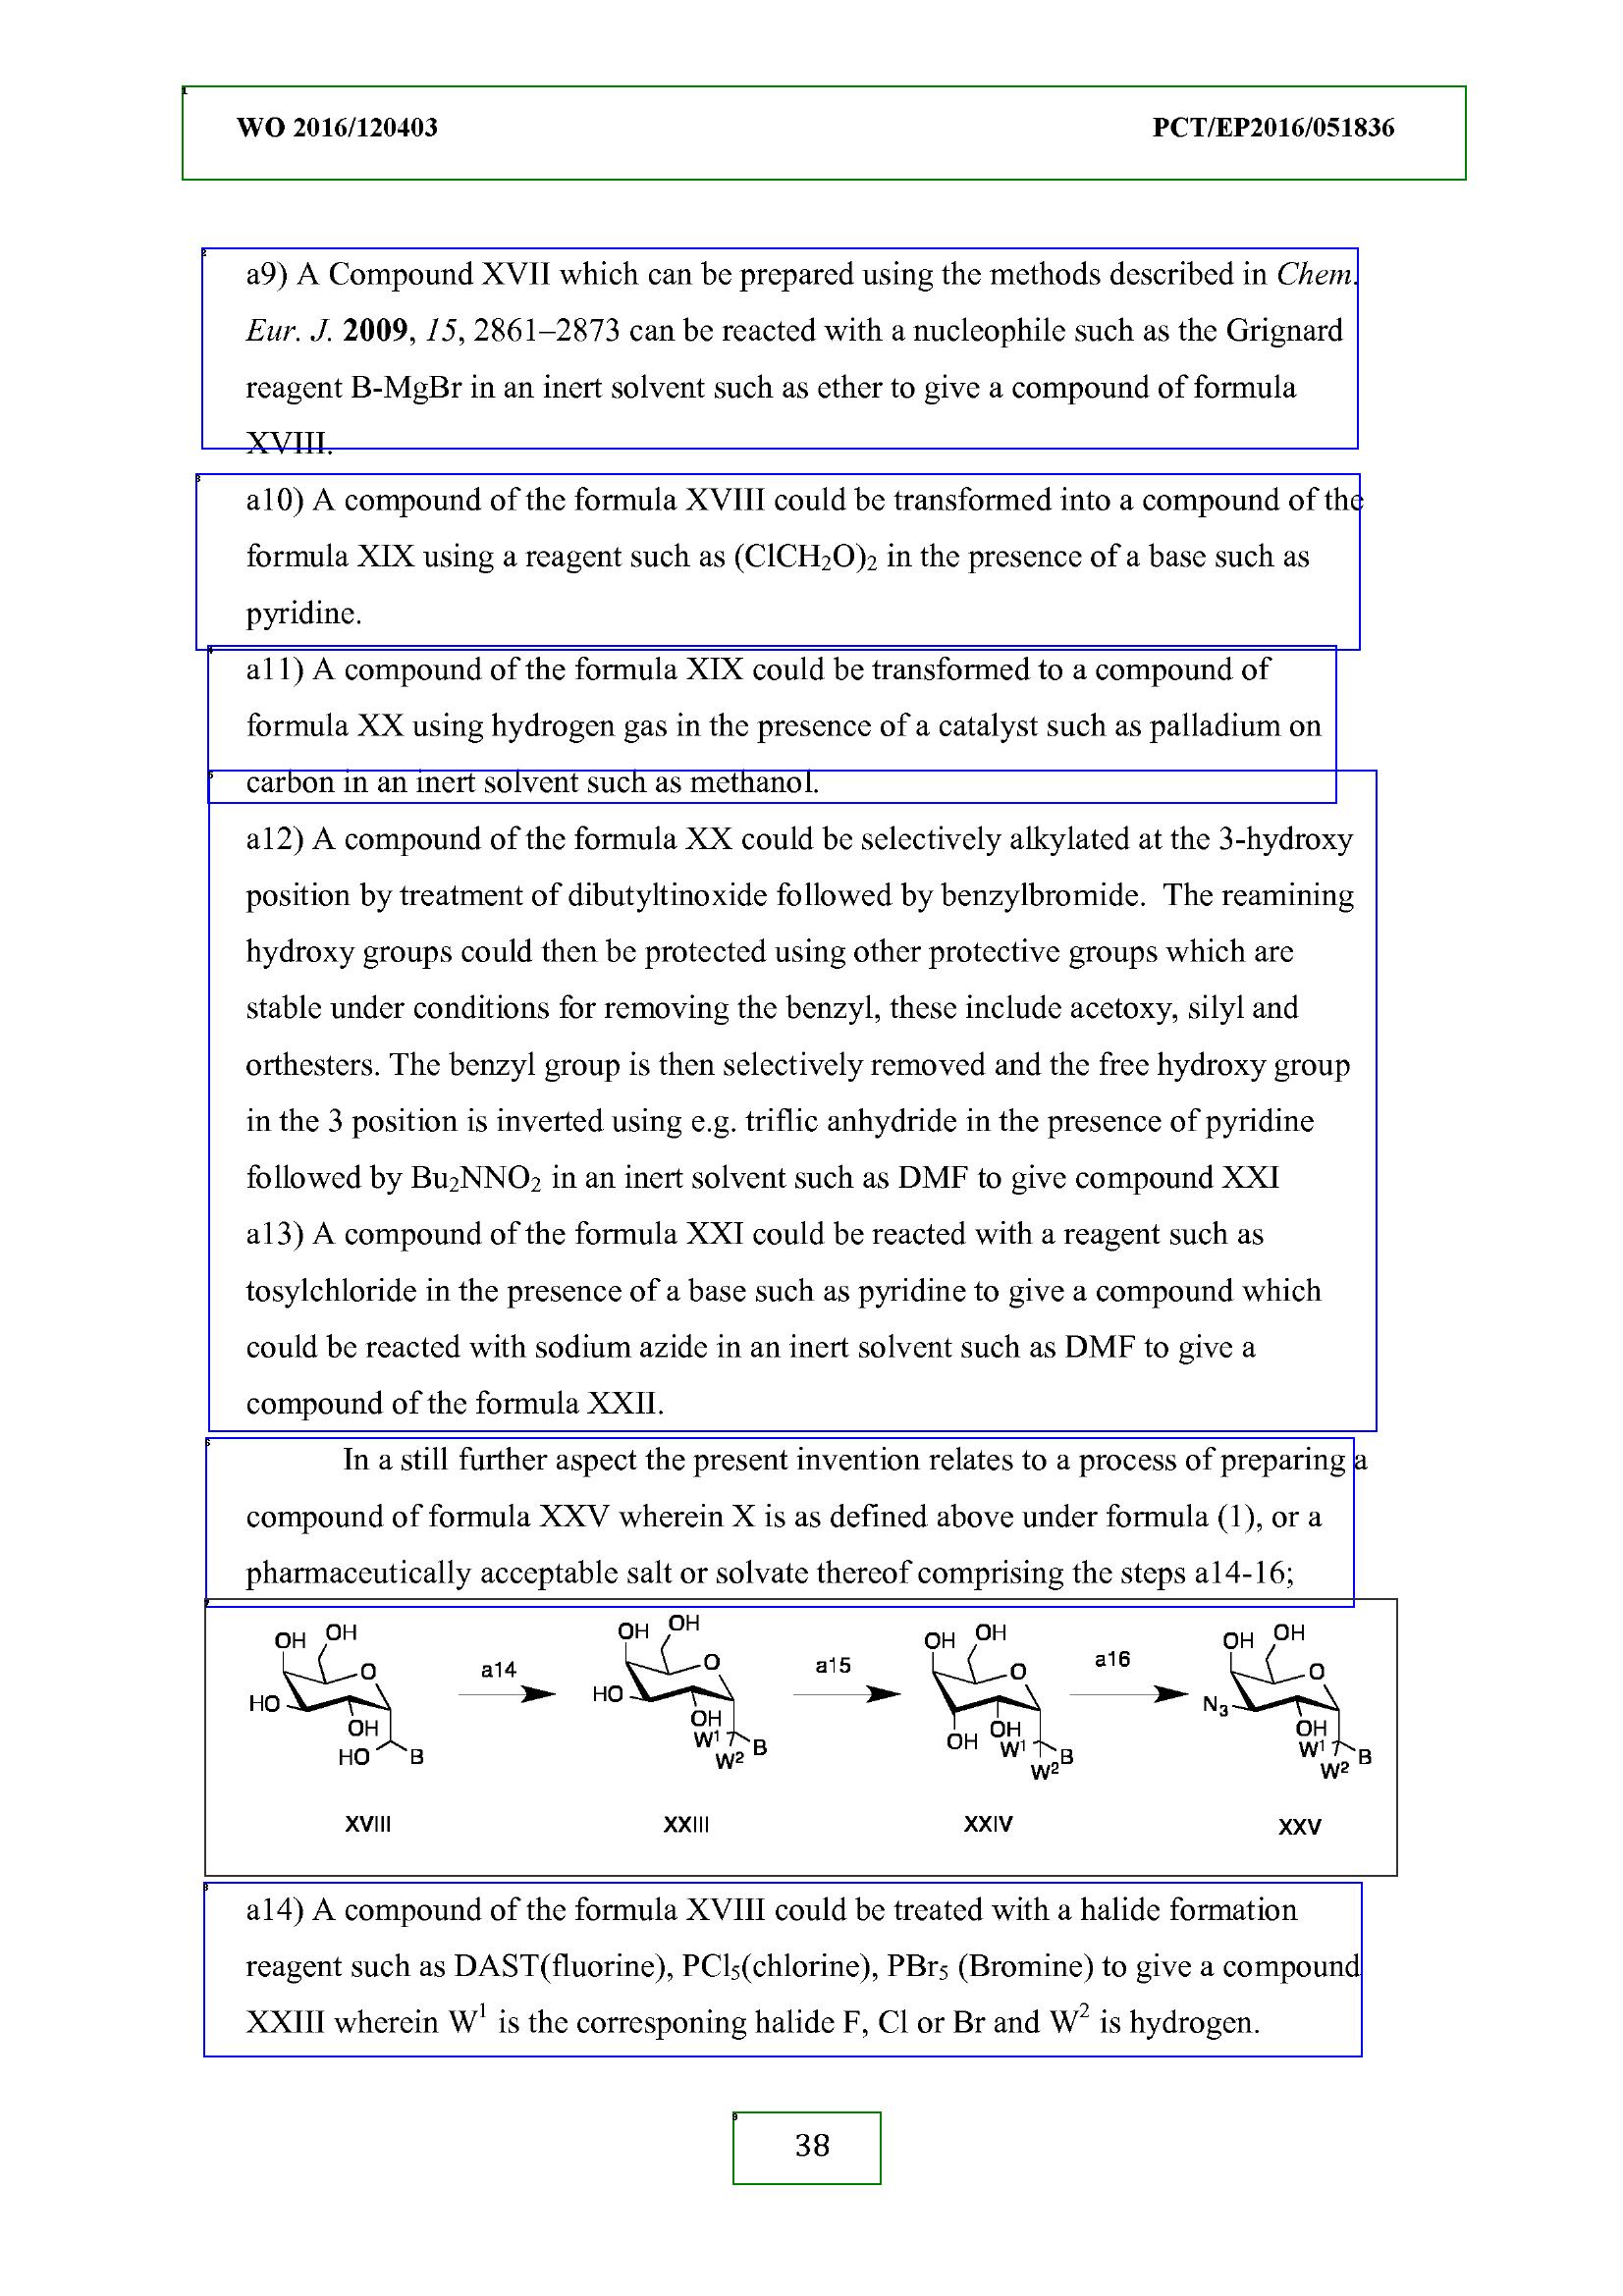 WO 2016/120403 PCT/EP2016/051836
a9) A Compound XVII which can be prepared using the methods described in Chem.
Eur. J. 2009, 15, 2861–2873 can be reacted with a nucleophile such as the Grignard
reagent B-MgBr in an inert solvent such as ether to give a compound of formula
XVIII.
a10) A compound of the formula XVIII could be transformed into a compound of the
formula XIX using a reagent such as (ClCH₂O)₂ in the presence of a base such as
pyridine.
a11) A compound of the formula XIX could be transformed to a compound of
formula XX using hydrogen gas in the presence of a catalyst such as palladium on
carbon in an inert solvent such as methanol.
a12) A compound of the formula XX could be selectively alkylated at the 3-hydroxy
position by treatment of dibutyltinoxide followed by benzylbromide. The reamining
hydroxy groups could then be protected using other protective groups which are
stable under conditions for removing the benzyl, these include acetoxy, silyl and
orthesters. The benzyl group is then selectively removed and the free hydroxy group
in the 3 position is inverted using e.g. triflic anhydride in the presence of pyridine
followed by Bu₂NNO₂ in an inert solvent such as DMF to give compound XXI
a13) A compound of the formula XXI could be reacted with a reagent such as
tosylchloride in the presence of a base such as pyridine to give a compound which
could be reacted with sodium azide in an inert solvent such as DMF to give a
compound of the formula XXII.
In a still further aspect the present invention relates to a process of preparing a
compound of formula XXV wherein X is as defined above under formula (1), or a
pharmaceutically acceptable salt or solvate thereof comprising the steps a14-16;
OH OH O HO OH HO B
a14
OH OH O HO OH W¹ B W²
a15
OH OH O OH OH W¹ B W²
a16
OH OH O N₃ OH W¹ B W²
XVIII XXIII XXIV XXV
a14) A compound of the formula XVIII could be treated with a halide formation
reagent such as DAST(fluorine), PCl₅(chlorine), PBr₅ (Bromine) to give a compound
XXIII wherein W¹ is the corresponing halide F, Cl or Br and W² is hydrogen.
38